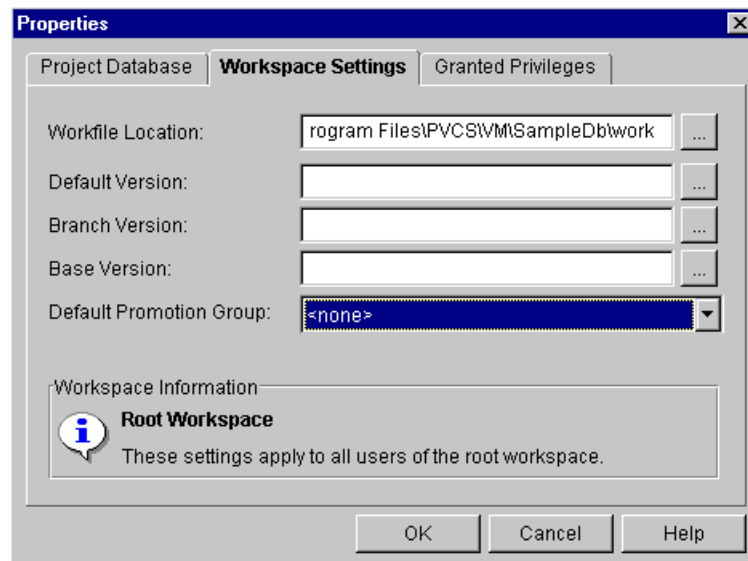 Properties
Project Database Workspace Settings Granted Privileges
Workfile Location: rogram Files\PVCS\VM\SampleDb\work ...
Default Version: ...
Branch Version: ...
Base Version: ...
Default Promotion Group: <none>
Workspace Information
Root Workspace
These settings apply to all users of the root workspace.
OK Cancel Help